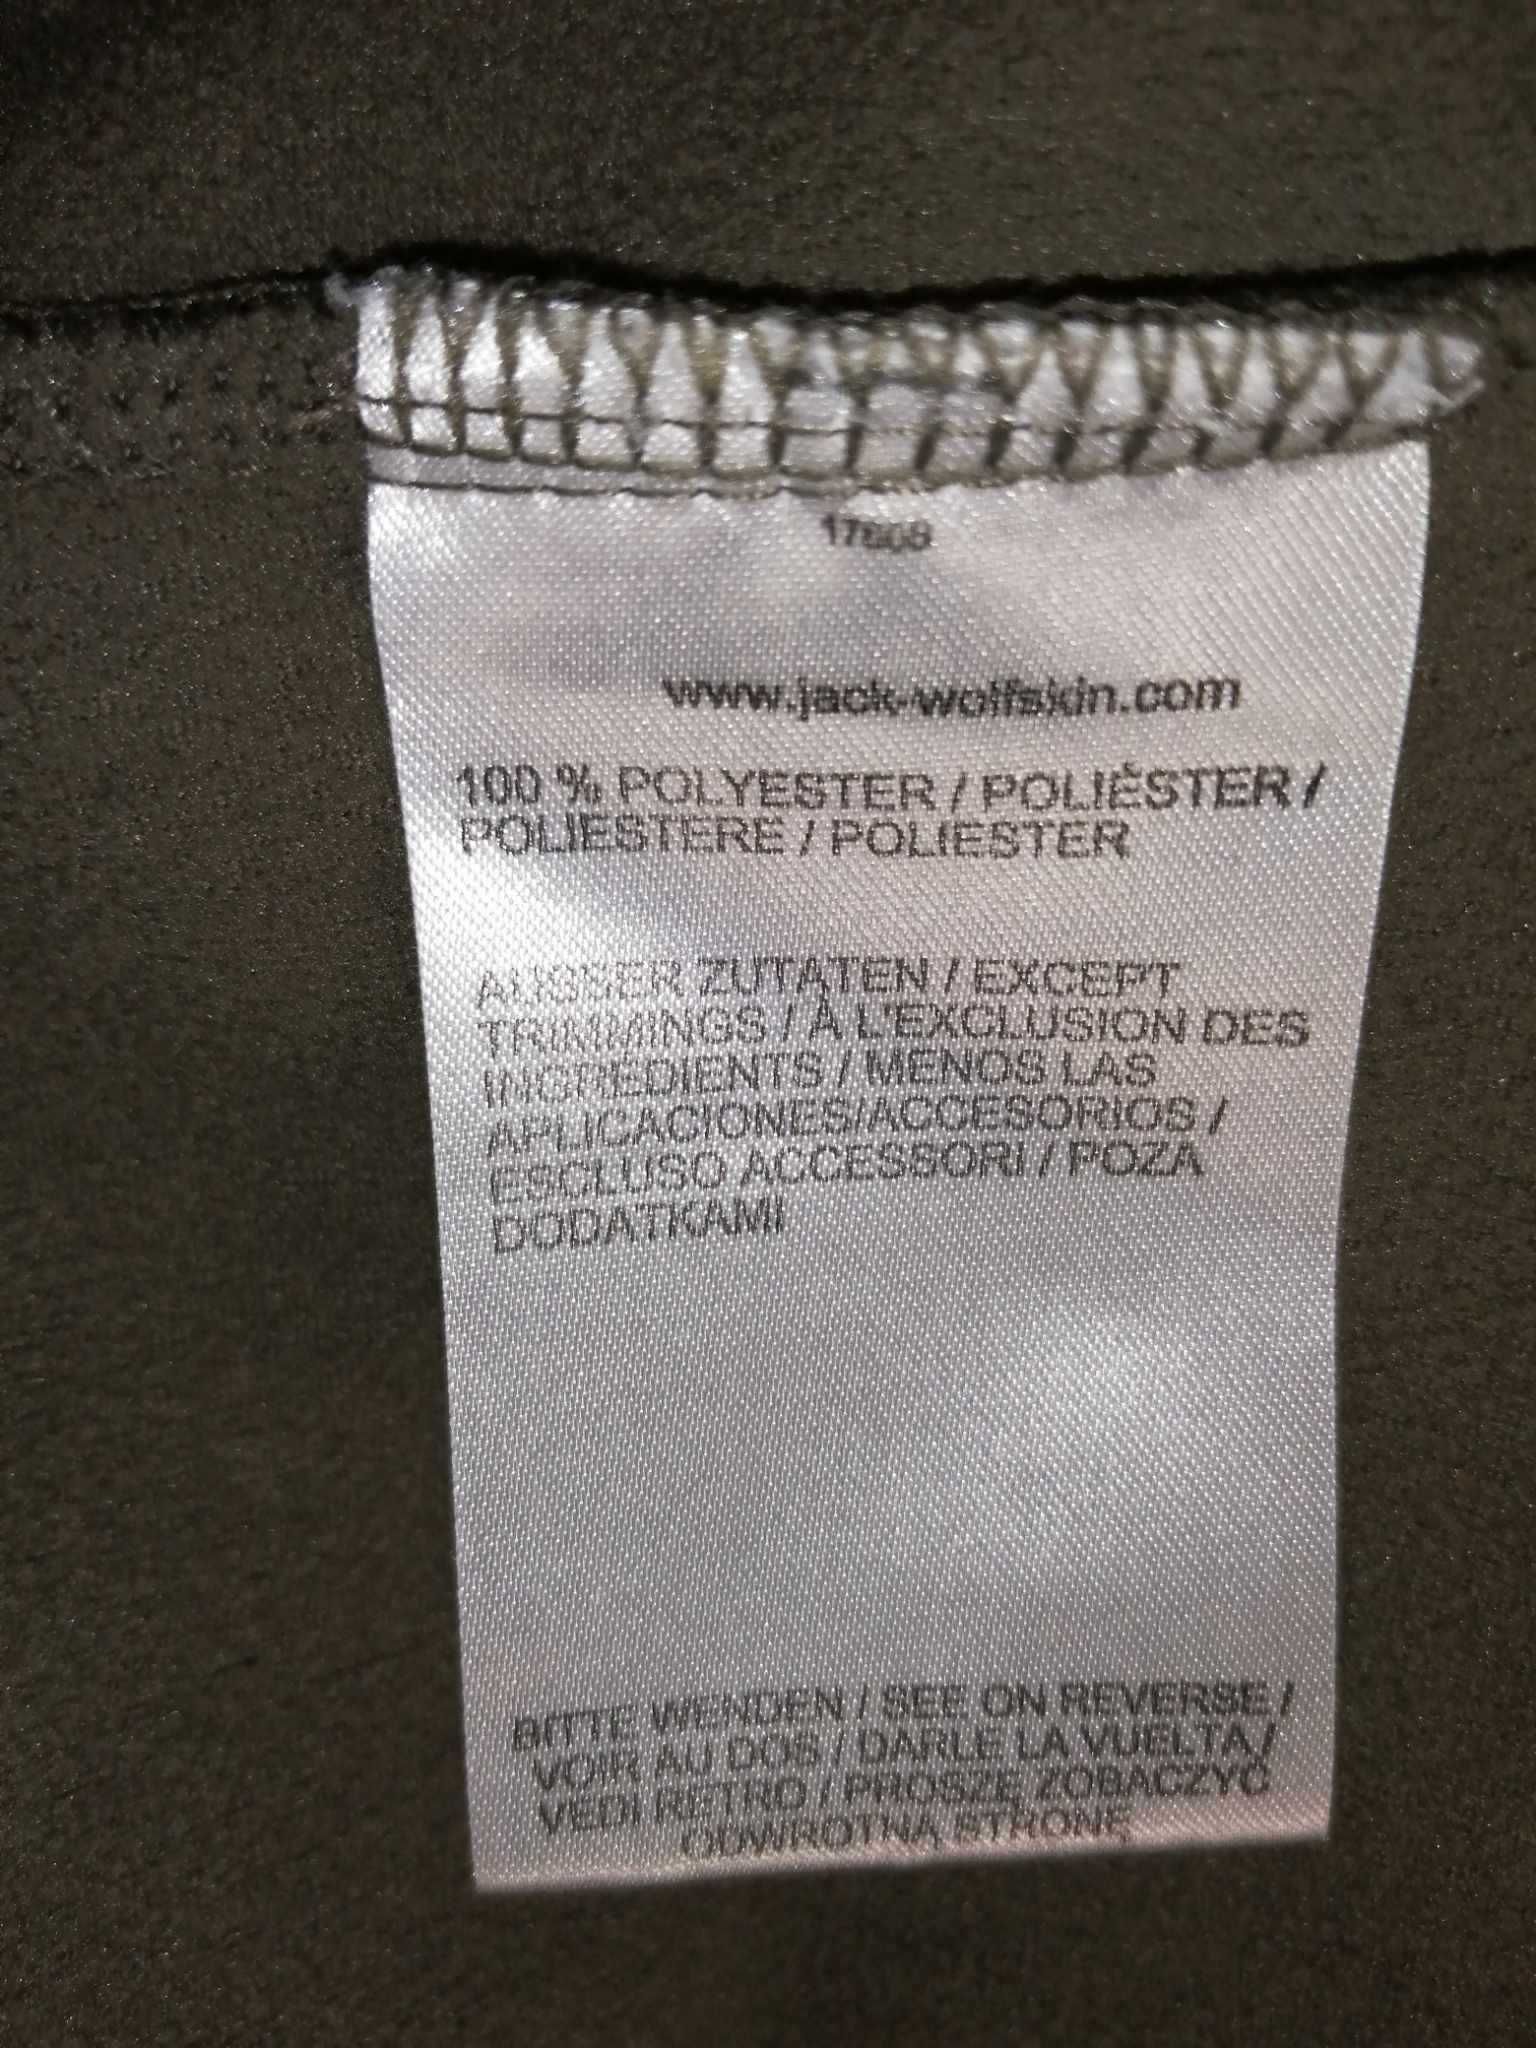 www.jack-wolfskin.com
100 % POLYESTER / POLIÉSTER /
POLIESTERE / POLIESTER
AUSSER ZUTATEN / EXCEPT
TRIMMINGS / À L'EXCLUSION DES
INGRÉDIENTS / MENOS LAS
APLICACIONES/ACCESORIOS /
ESCLUSO ACCESSORI / POZA
DODATKAMI
BITTE WENDEN / SEE ON REVERSE /
VOIR AU DOS / DARLE LA VUELTA /
VEDI RETRO / PROSZĘ ZOBACZYĆ
ODWROTNĄ STRONĘ